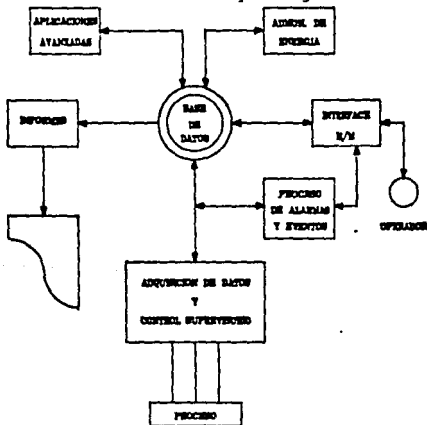 APLICACIONES
AVANZADAS
ADMON. DE
ENERGIA
BASE
DE
DATOS
INFORMES
INTERFACE
H/M
PROCESO
DE ALARMAS
Y EVENTOS
OPERADOR
ADQUISICION DE DATOS
Y
CONTROL SUPERVISORIO
PROCESO